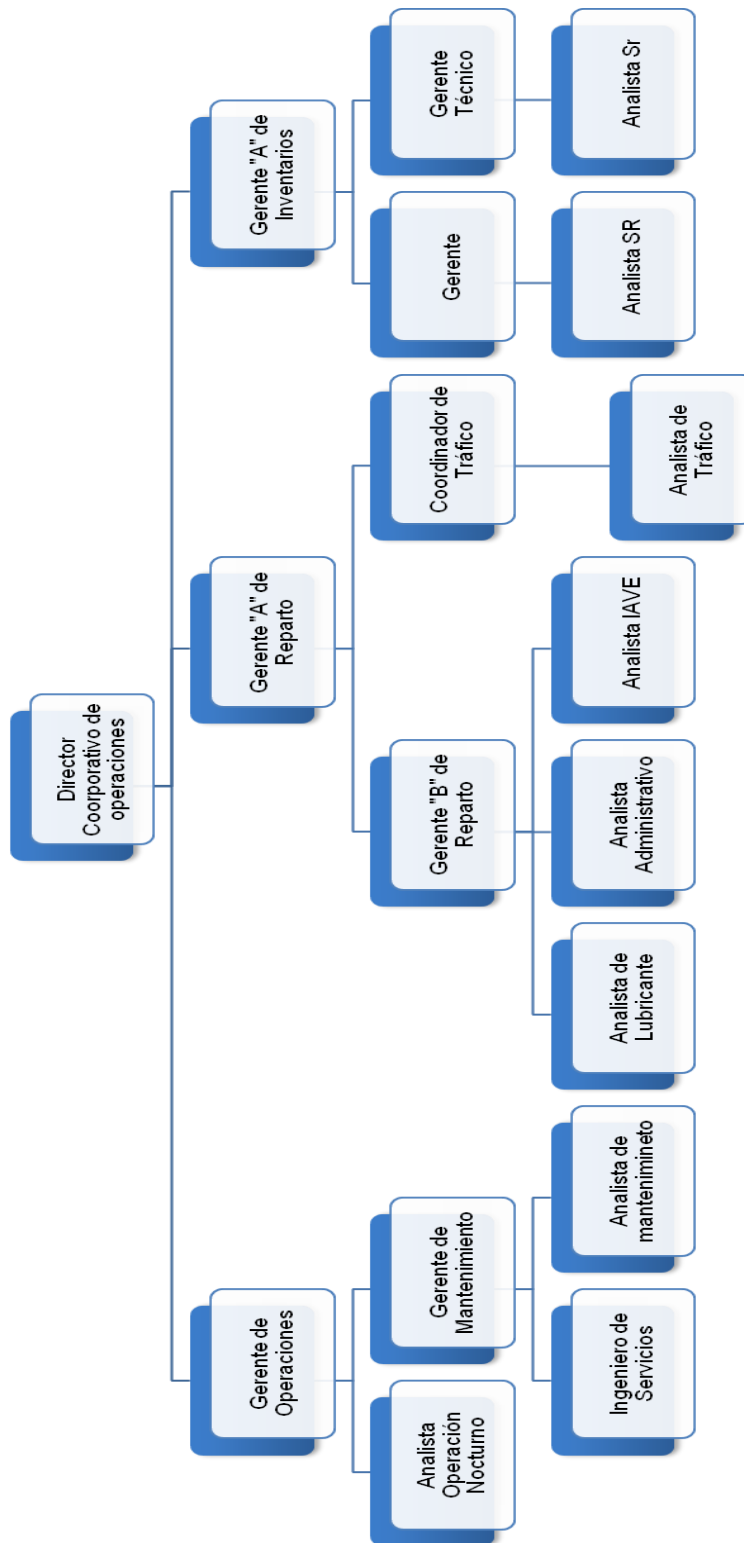 Director
Coorporativo de
operaciones
Gerente de
Operaciones
Gerente "A" de
Reparto
Gerente "A" de
Inventarios
Analista
Operación
Nocturno
Gerente de
Mantenimiento
Gerente "B" de
Reparto
Coordinador de
Tráfico
Gerente
Gerente
Técnico
Ingeniero de
Servicios
Analista de
mantenimineto
Analista de
Lubricante
Analista
Administrativo
Analista IAVE
Analista de
Tráfico
Analista SR
Analista Sr